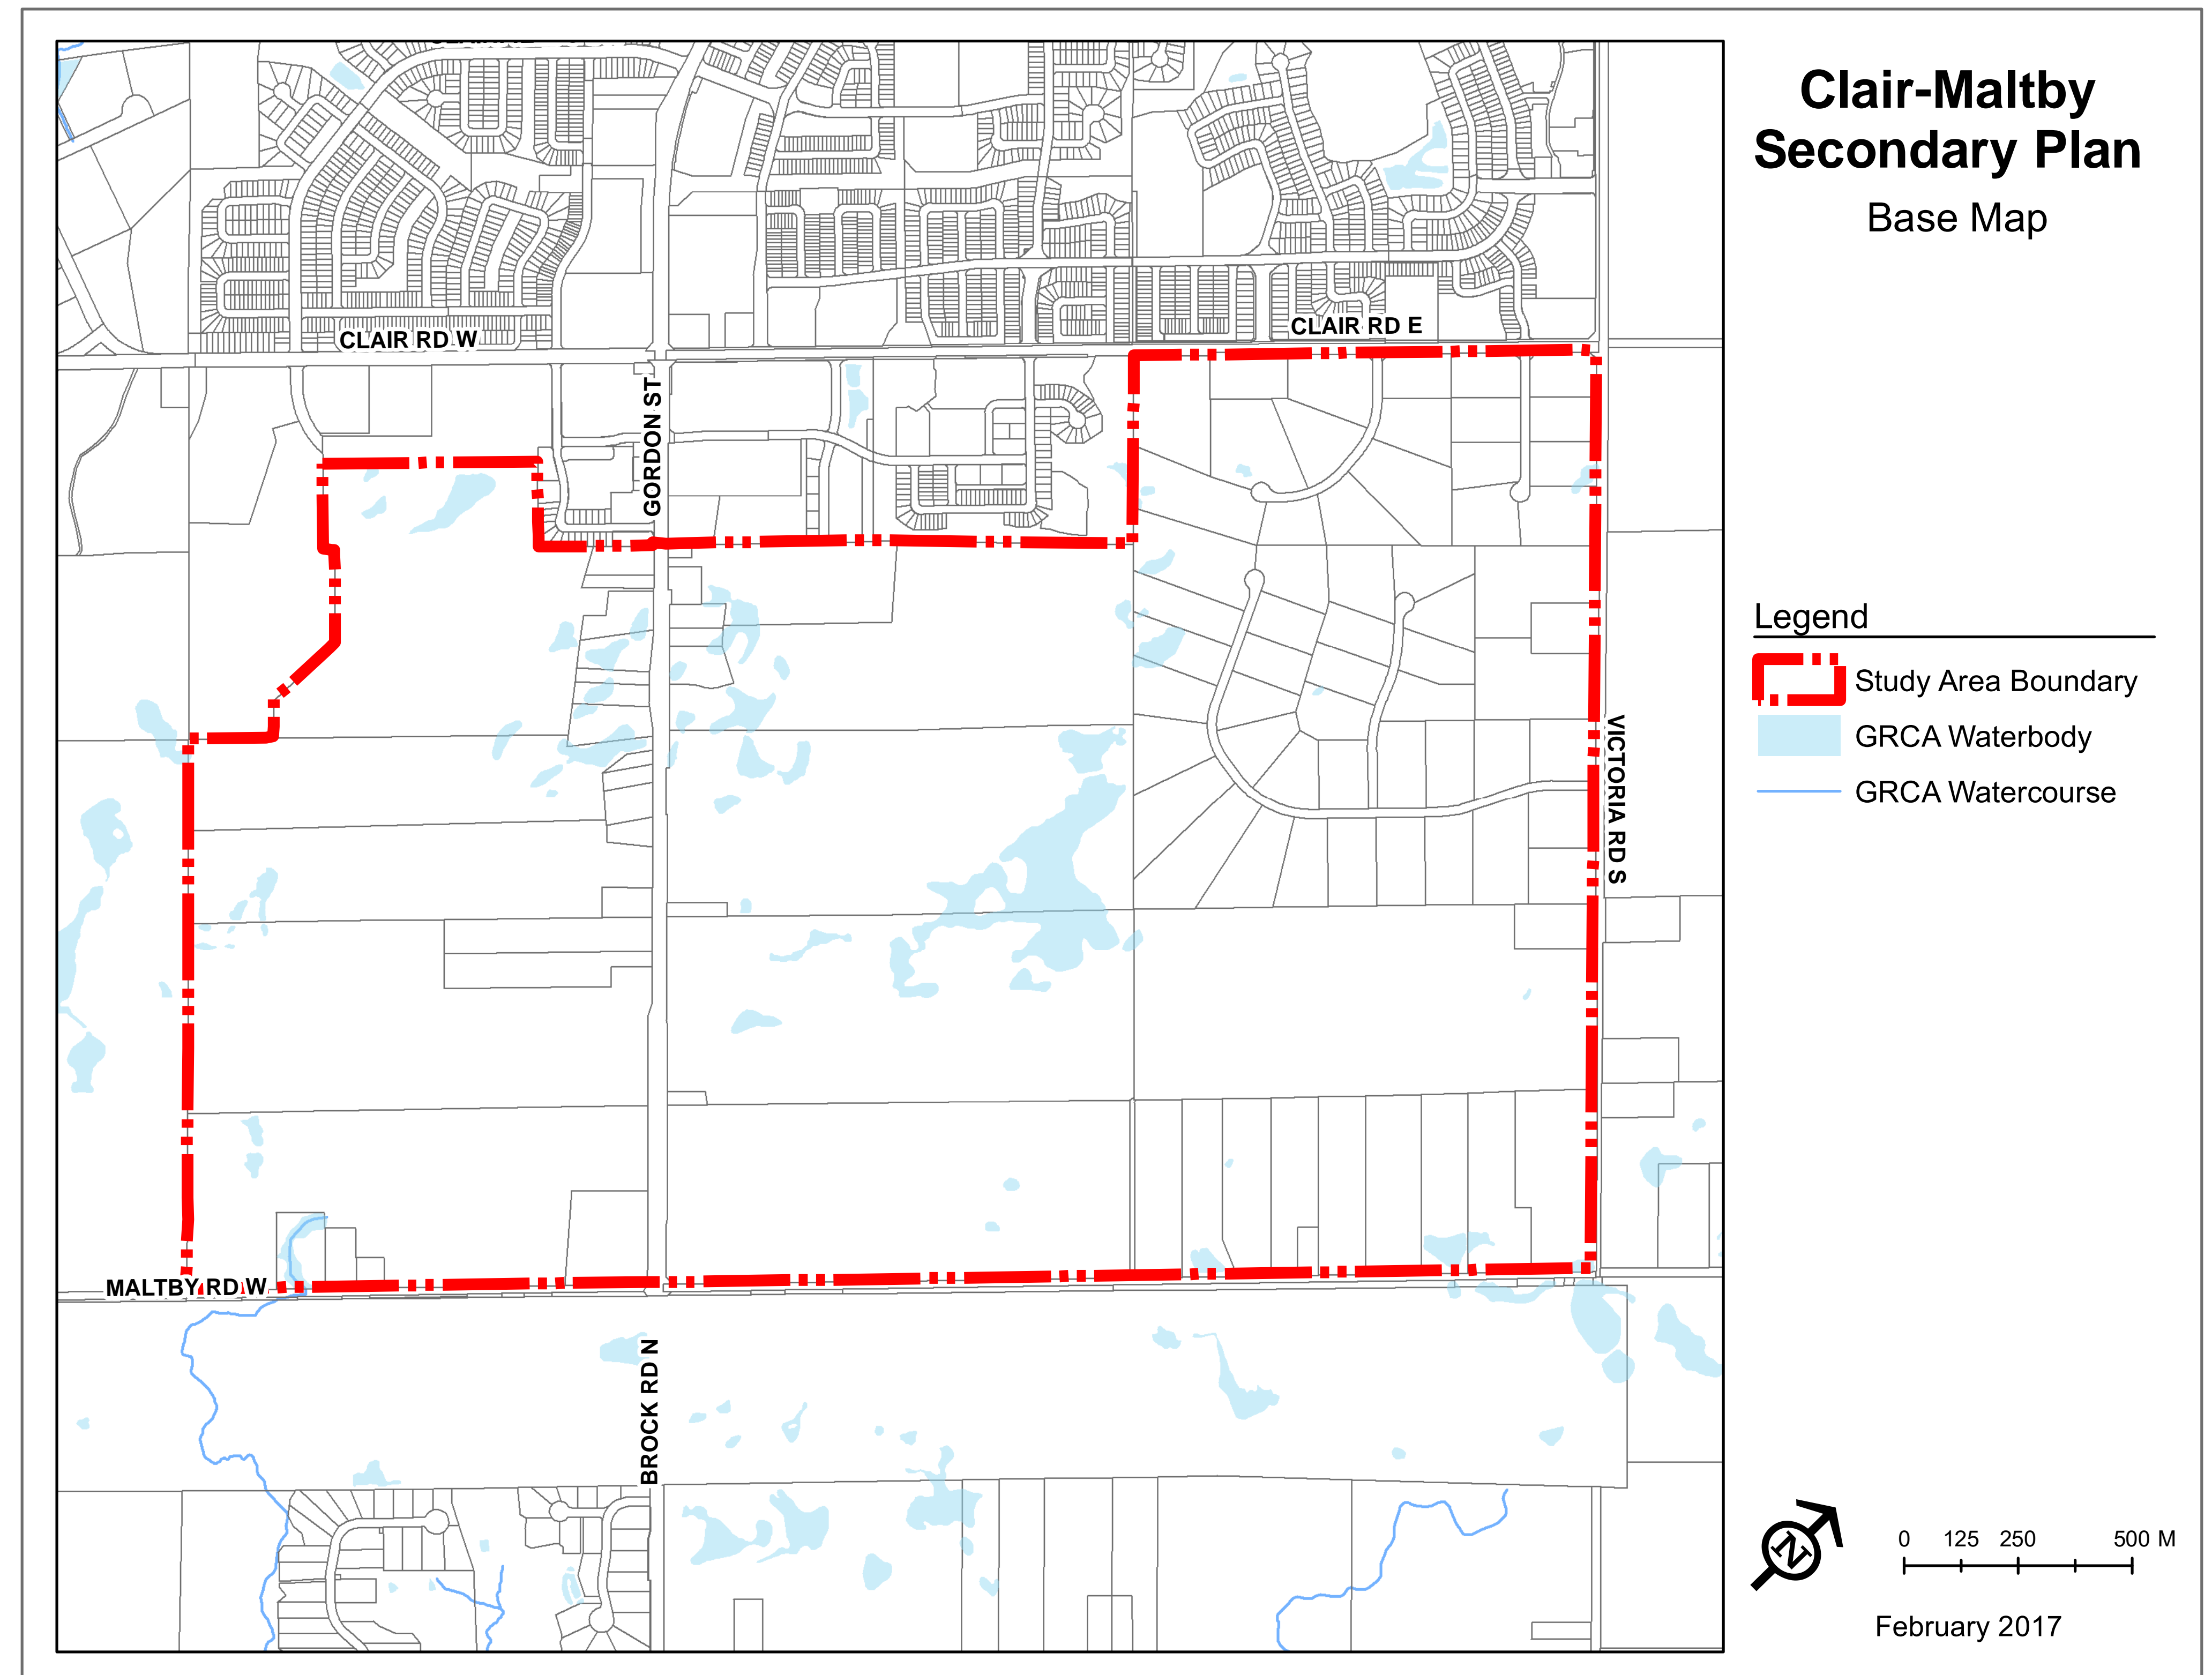 Clair-Maltby
Secondary Plan
Base Map
CLAIR RD W
CLAIR RD E
GORDON ST
VICTORIA RD S
MALTBY RD W
BROCK RD N
Legend
Study Area Boundary
GRCA Waterbody
GRCA Watercourse
N
0 125 250 500 M
February 2017